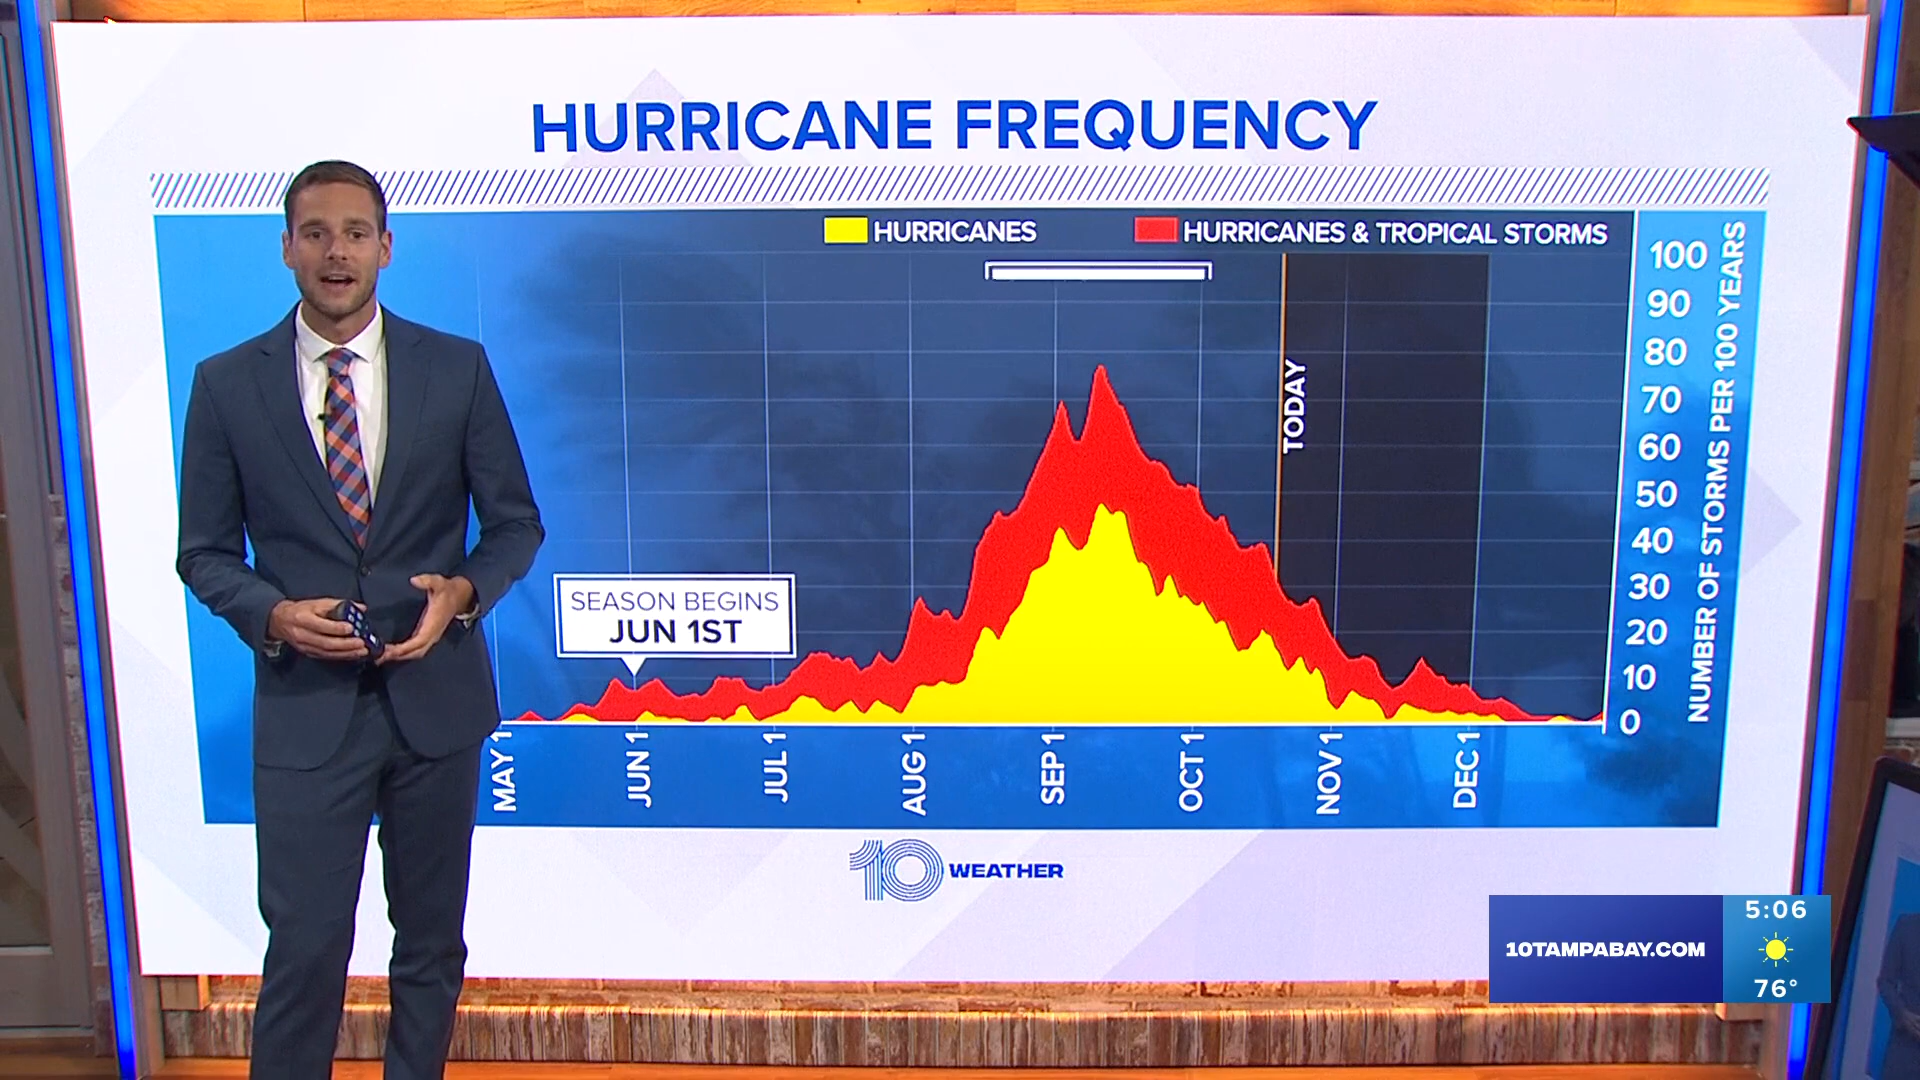 HURRICANE FREQUENCY
HURRICANES
HURRICANES & TROPICAL STORMS
TODAY
SEASON BEGINS
JUN 1ST
100
90
80
70
60
50
40
30
20
10
0
NUMBER OF STORMS PER 100 YEARS
MAY 1
JUN 1
JUL 1
AUG 1
SEP 1
OCT 1
NOV 1
DEC 1
10 WEATHER
10TAMPABAY.COM
5:06
76°